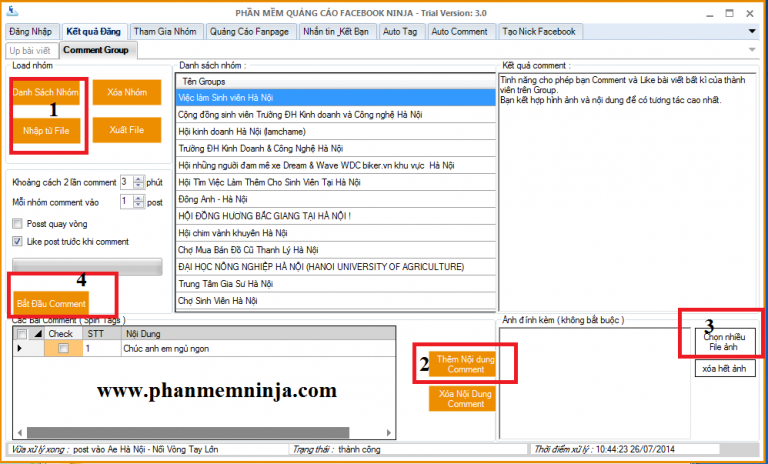 PHẦN MỀM QUẢNG CÁO FACEBOOK NINJA - Trial Version: 3.0
Đăng Nhập Kết quả Đăng Tham Gia Nhóm Quảng Cáo Fanpage Nhắn tin _Kết Bạn Auto Tag Auto Comment Tạo Nick Facebook
Up bài viết Comment Group
Load nhóm
Danh Sách Nhóm Xóa Nhóm
1
Nhập từ File Xuất File
Khoảng cách 2 lần comment 3 phút
Mỗi nhóm comment vào 1 post
Posst quay vòng
Like post trước khi comment
4
Bắt Đầu Comment
Danh sách nhóm :
Tên Groups
Việc làm Sinh viên Hà Nội
Cộng đồng sinh viên Trường ĐH Kinh doanh và Công nghệ Hà Nội
Hội kinh doanh Hà Nội (lamchame)
Trường ĐH Kinh Doanh & Công Nghệ Hà Nội
Hội những người đam mê xe Dream & Wave WDC biker.vn khu vực Hà Nội
Hội Tìm Việc Làm Thêm Cho Sinh Viên Tại Hà Nội
Đông Anh - Hà Nội
HỘI ĐỒNG HƯƠNG BẮC GIANG TẠI HÀ NỘI !
Hội chim vành khuyên Hà Nội
Chợ Mua Bán Đồ Cũ Thanh Lý Hà Nội
ĐẠI HỌC NÔNG NGHIỆP HÀ NỘI (HANOI UNIVERSITY OF AGRICULTURE)
Trung Tâm Gia Sư Hà Nội
Chợ Sinh Viên Hà Nội
Kết quả comment :
Tính năng cho phép bạn Comment và Like bài viết bất kì của thành
viên trên Group.
Bạn kết hợp hình ảnh và nội dung để có tương tác cao nhất.
Các Bài Comment ( Spin Tags )
Check STT Nội Dung
1 Chúc anh em ngủ ngon
www.phanmemninja.com
2
Thêm Nội dung
Comment
Xóa Nội Dung
Comment
Ảnh đính kèm ( không bắt buộc )
3
Chọn nhiều
File ảnh
xóa hết ảnh
Vừa xử lý xong : post vào Ae Hà Nội - Nối Vòng Tay Lớn Trạng thái : thành công Thời điểm xử lý : 10:44:23 26/07/2014